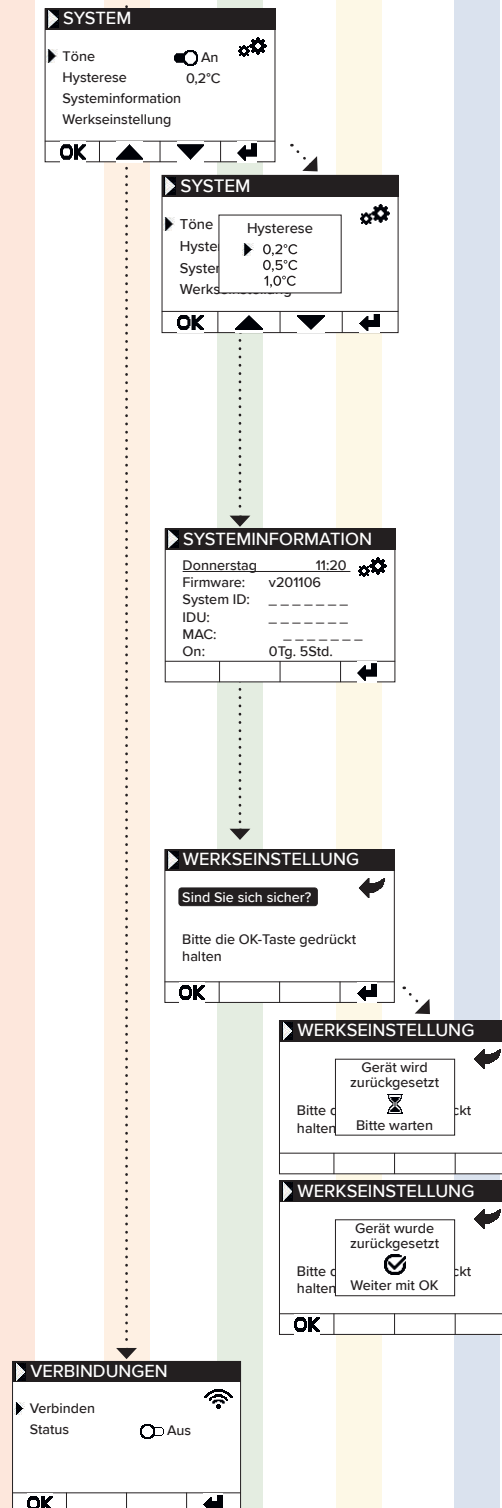 SYSTEM
Töne An
Hysterese 0,2°C
Systeminformation
Werkseinstellung
OK
SYSTEM
Töne
Hysterese
Hyste
0,2°C
Syster
0,5°C
1,0°C
OK
SYSTEMINFORMATION
Donnerstag 11:20
Firmware: v201106
System ID: _ _ _ _ _ _ _
IDU: _ _ _ _ _ _ _
MAC: _ _ _ _ _ _ _
On: 0Tg. 5Std.
WERKSEINSTELLUNG
Sind Sie sich sicher?
Bitte die OK-Taste gedrückt
halten
OK
WERKSEINSTELLUNG
Gerät wird
zurückgesetzt
Bitte ckt
halten Bitte warten
WERKSEINSTELLUNG
Gerät wurde
zurückgesetzt
Bitte ckt
halten Weiter mit OK
OK
VERBINDUNGEN
Verbinden
Status Aus
OK